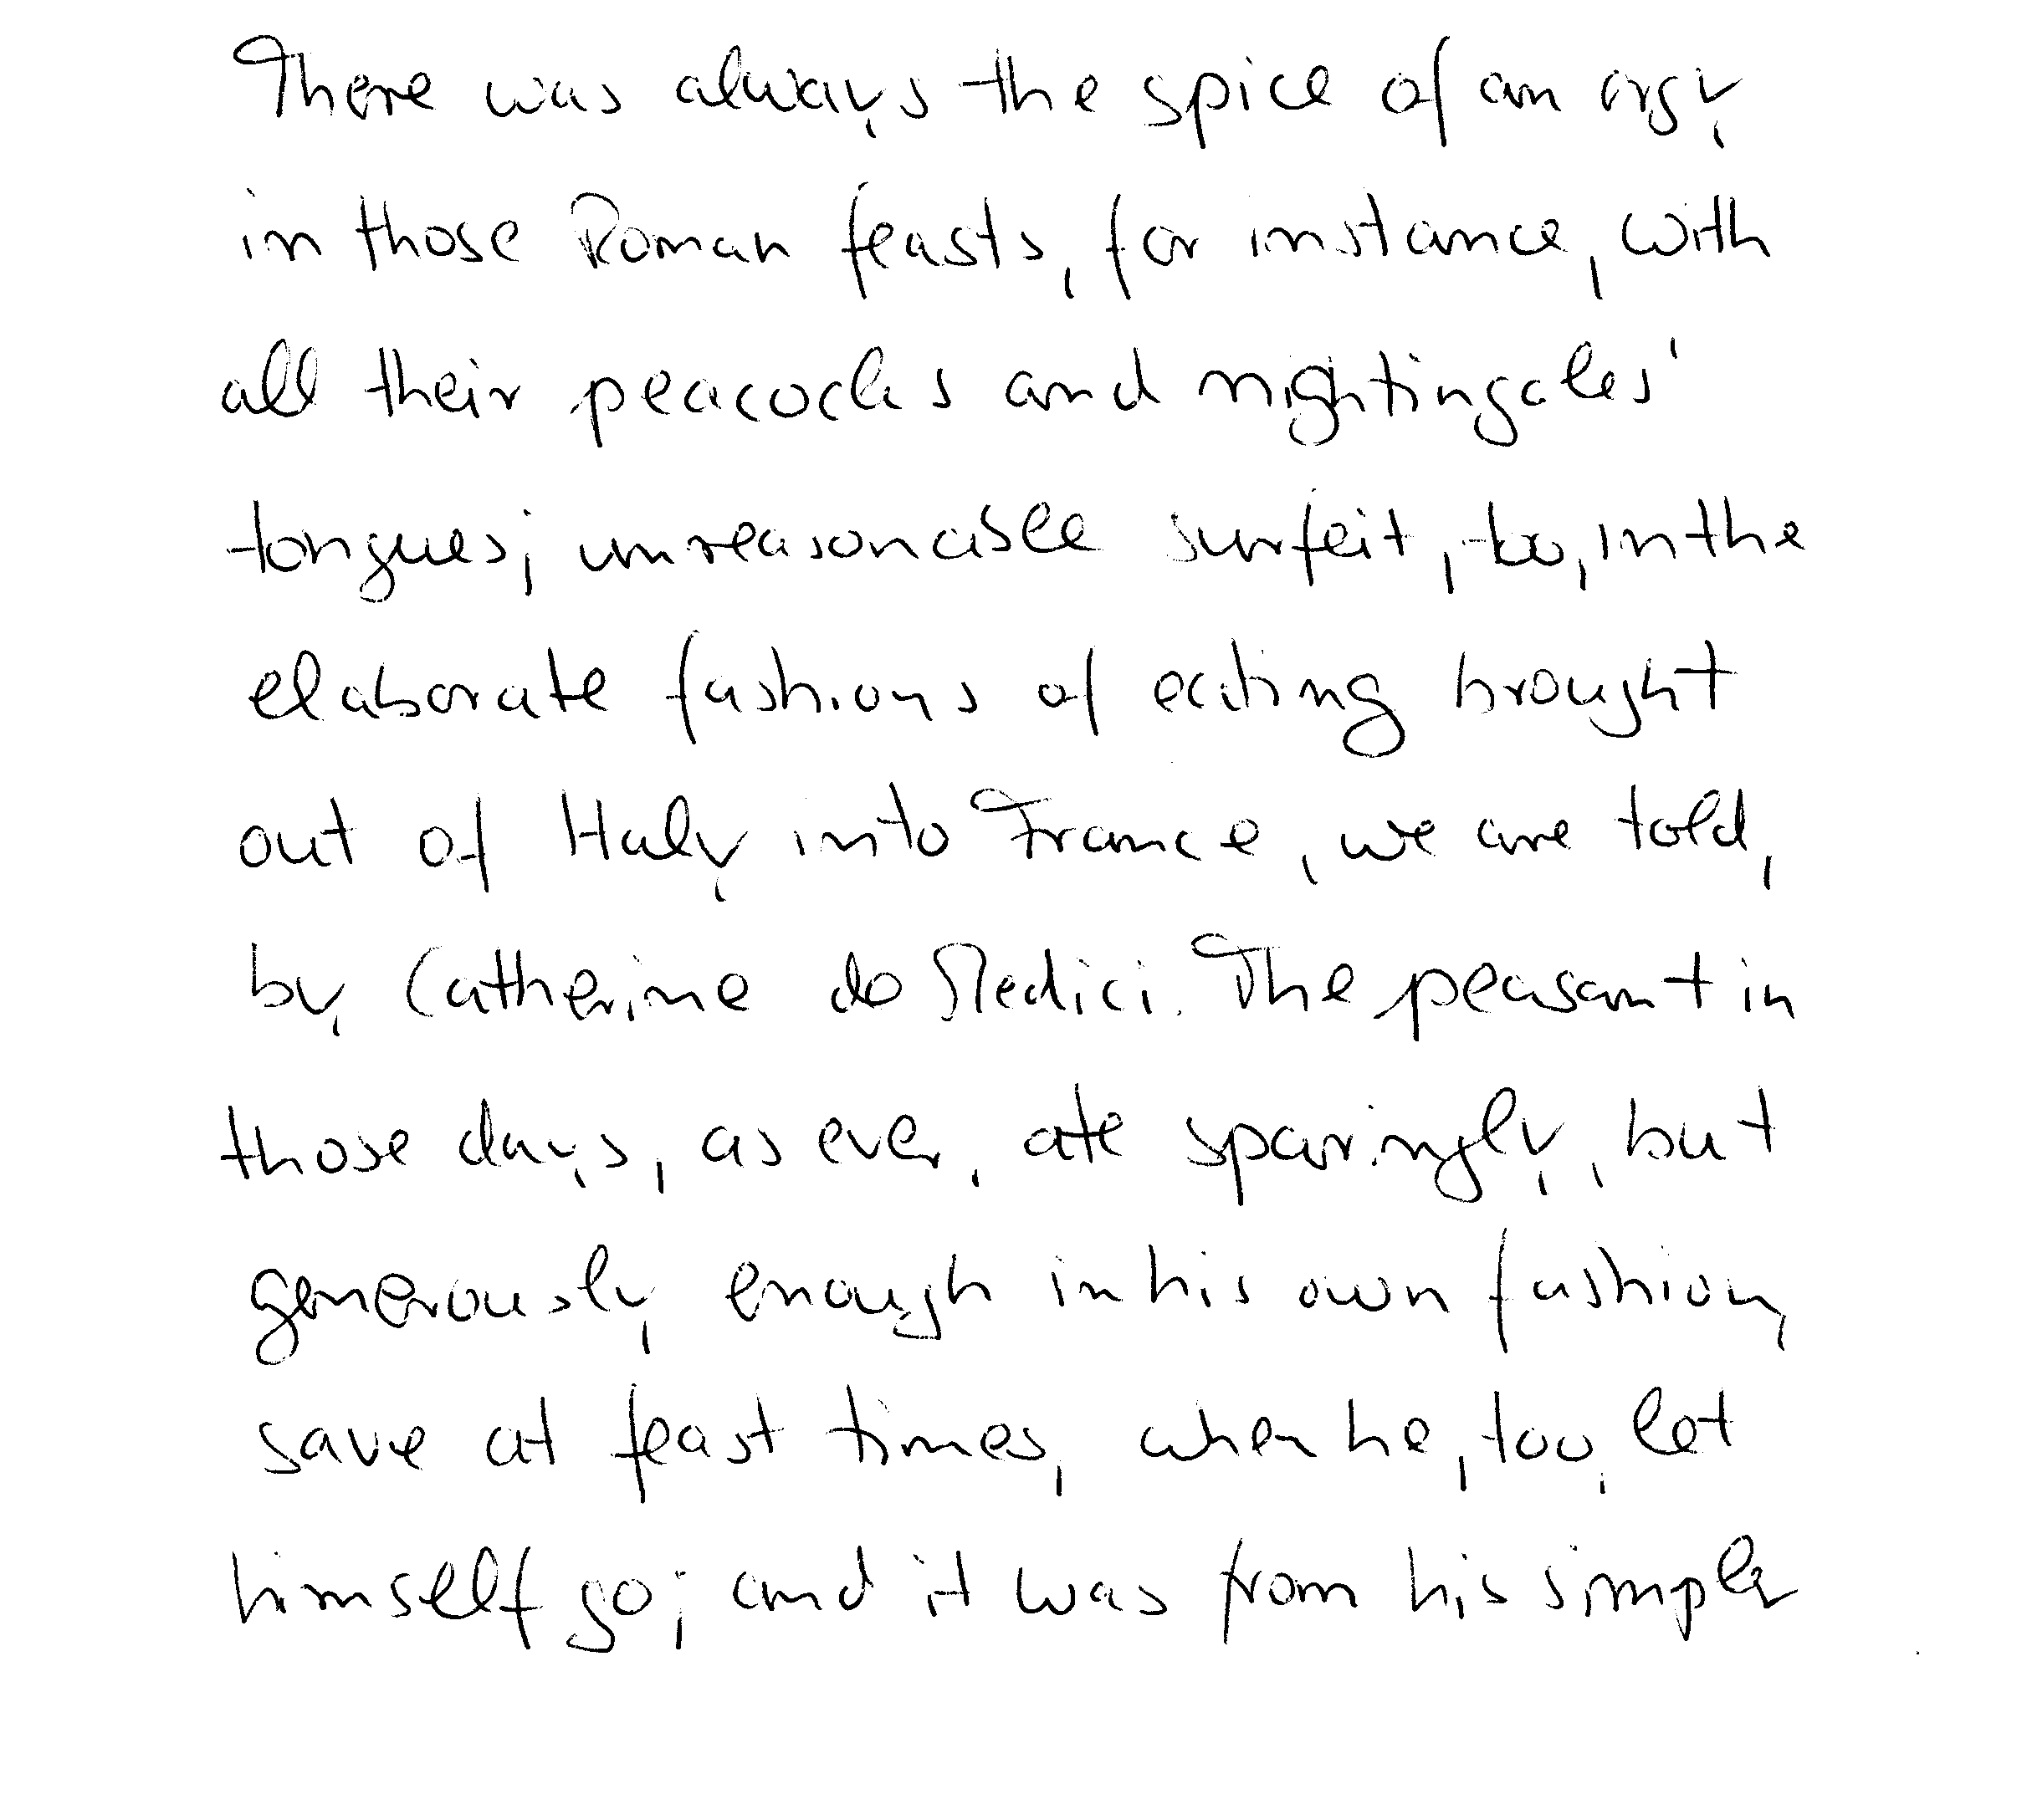 There was always the spice of an orgy
in those Roman feasts, for instance, with
all their peacocks and nightingales'
tongues; unreasonable surfeit, too, in the
elaborate fashions of eating brought
out of Italy into France, we are told,
by Catherine de Medici. The peasant in
those days, as ever, ate sparingly, but
generously enough in his own fashion,
save at feast times, when he, too, let
himself go; and it was from his simple